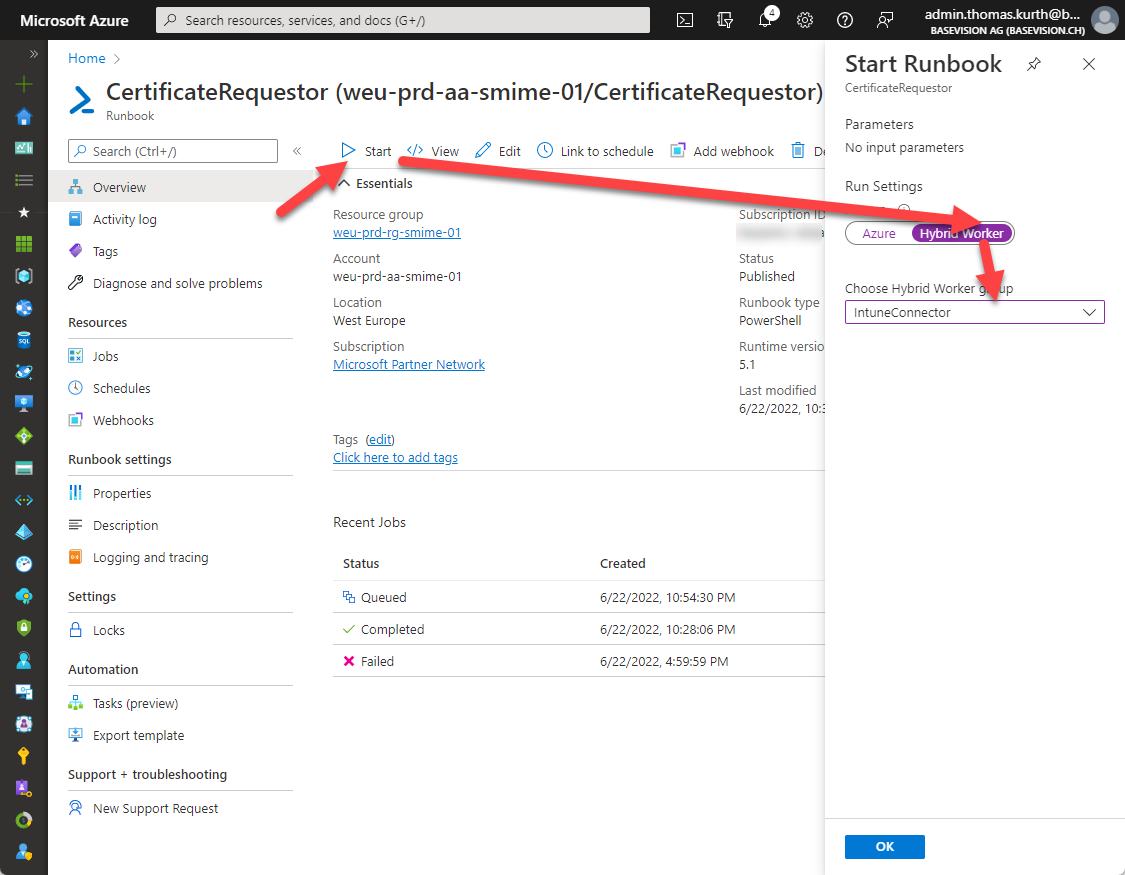 Microsoft Azure
Search resources, services, and docs (G+/)
4
admin.thomas.kurth@b...
BASEVISION AG (BASEVISION.CH)
Home
CertificateRequestor (weu-prd-aa-smime-01/CertificateRequestor)
Runbook
Search (Ctrl+/)
Overview
Activity log
Tags
Diagnose and solve problems
Resources
Jobs
Schedules
Webhooks
Runbook settings
Properties
Description
Logging and tracing
Settings
Locks
Automation
Tasks (preview)
Export template
Support + troubleshooting
New Support Request
Start
View
Edit
Link to schedule
Add webhook
De
Essentials
Resource group
weu-prd-rg-smime-01
Account
weu-prd-aa-smime-01
Location
West Europe
Subscription
Microsoft Partner Network
Subscription ID
Status
Published
Runbook type
PowerShell
Runtime versio
5.1
Last modified
6/22/2022, 10:3
Tags (edit)
Click here to add tags
Recent Jobs
Status Created
Queued 6/22/2022, 10:54:30 PM
Completed 6/22/2022, 10:28:06 PM
Failed 6/22/2022, 4:59:59 PM
Start Runbook
CertificateRequestor
Parameters
No input parameters
Run Settings
Azure
Hybrid Worker
Choose Hybrid Worker group
IntuneConnector
OK
SQL